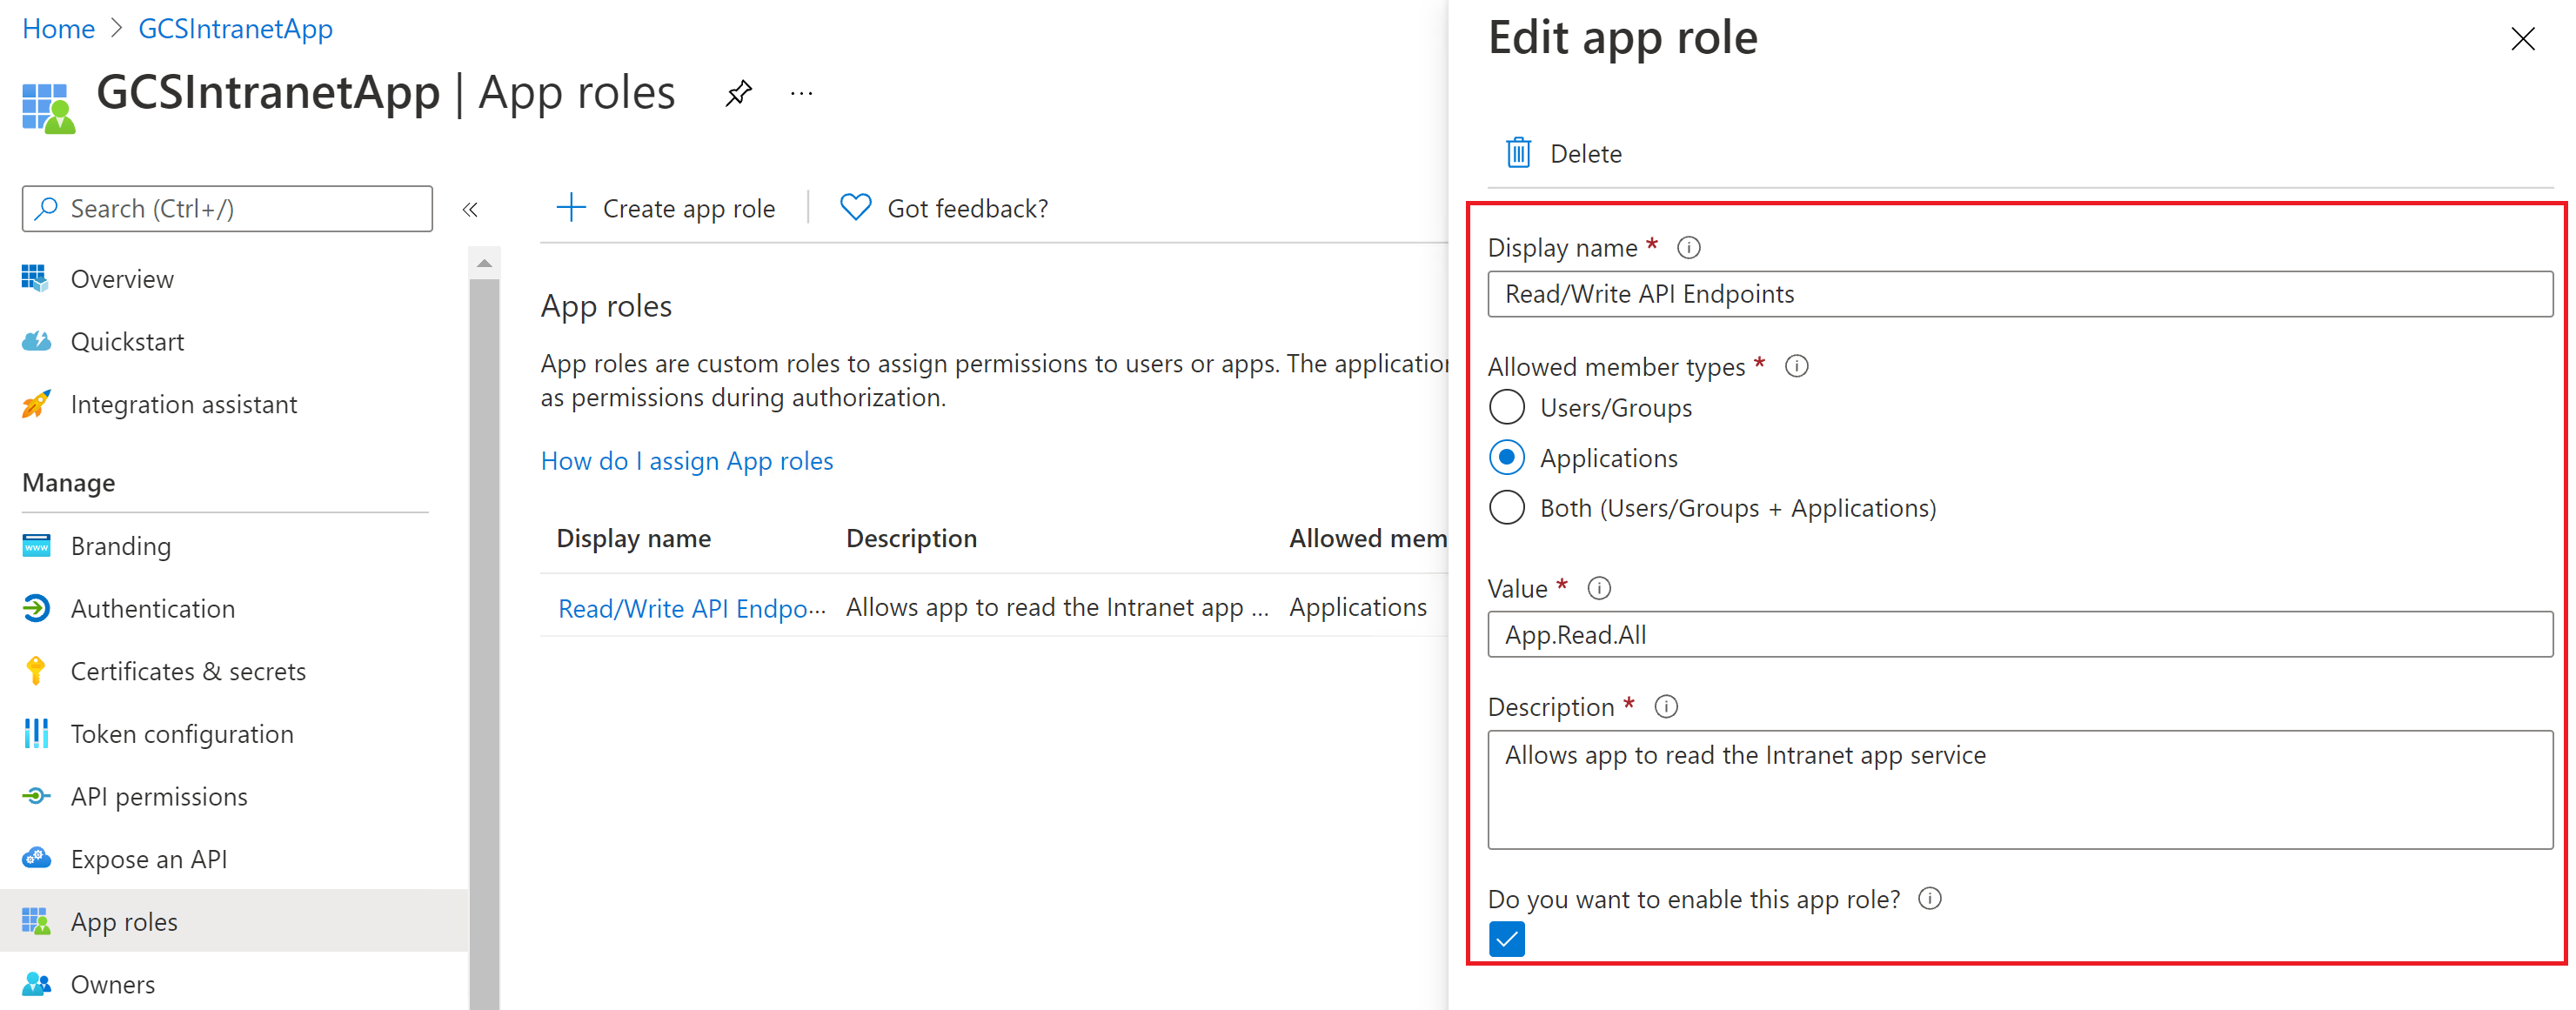 Home > GCSIntranetApp
GCSIntranetApp | App roles
Search (Ctrl+/)
Overview
Quickstart
Integration assistant
Manage
Branding
Authentication
Certificates & secrets
Token configuration
API permissions
Expose an API
App roles
Owners
Create app role
Got feedback?
App roles
App roles are custom roles to assign permissions to users or apps. The application
as permissions during authorization.
How do I assign App roles
Display name Description Allowed mem
Read/Write API Endpo... Allows app to read the Intranet app ... Applications
Edit app role
Delete
Display name *
Read/Write API Endpoints
Allowed member types *
Users/Groups
Applications
Both (Users/Groups + Applications)
Value *
App.Read.All
Description *
Allows app to read the Intranet app service
Do you want to enable this app role?